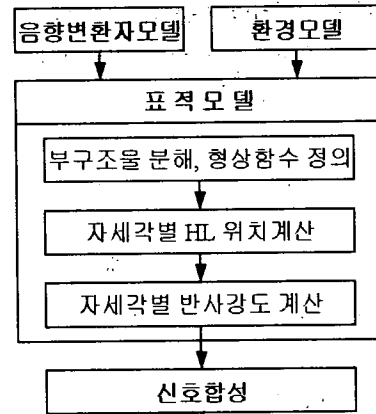 음향변환자모델 환경모델
표적모델
부구조물 분해, 형상함수 정의
자세각별 HL 위치계산
자세각별 반사강도 계산
신호합성